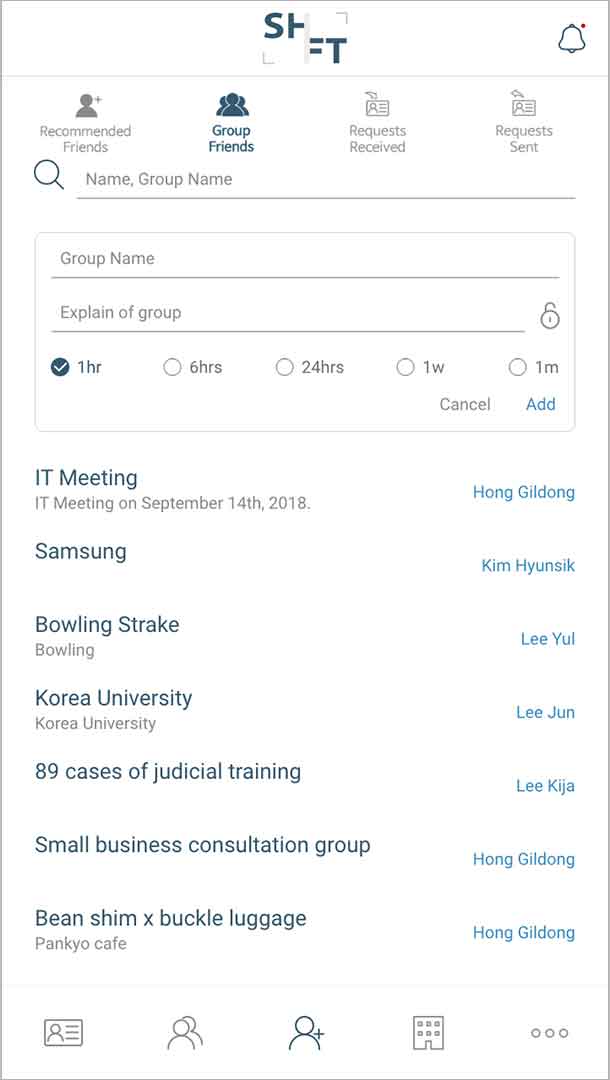 SH
FT
Recommended Friends
Group Friends
Requests Received
Requests Sent
Name, Group Name
Group Name
Explain of group
1hr 6hrs 24hrs 1w 1m
Cancel Add
IT Meeting
IT Meeting on September 14th, 2018.
Hong Gildong
Samsung
Kim Hyunsik
Bowling Strake
Bowling
Lee Yul
Korea University
Korea University
Lee Jun
89 cases of judicial training
Lee Kija
Small business consultation group
Hong Gildong
Bean shim x buckle luggage
Pankyo cafe
Hong Gildong